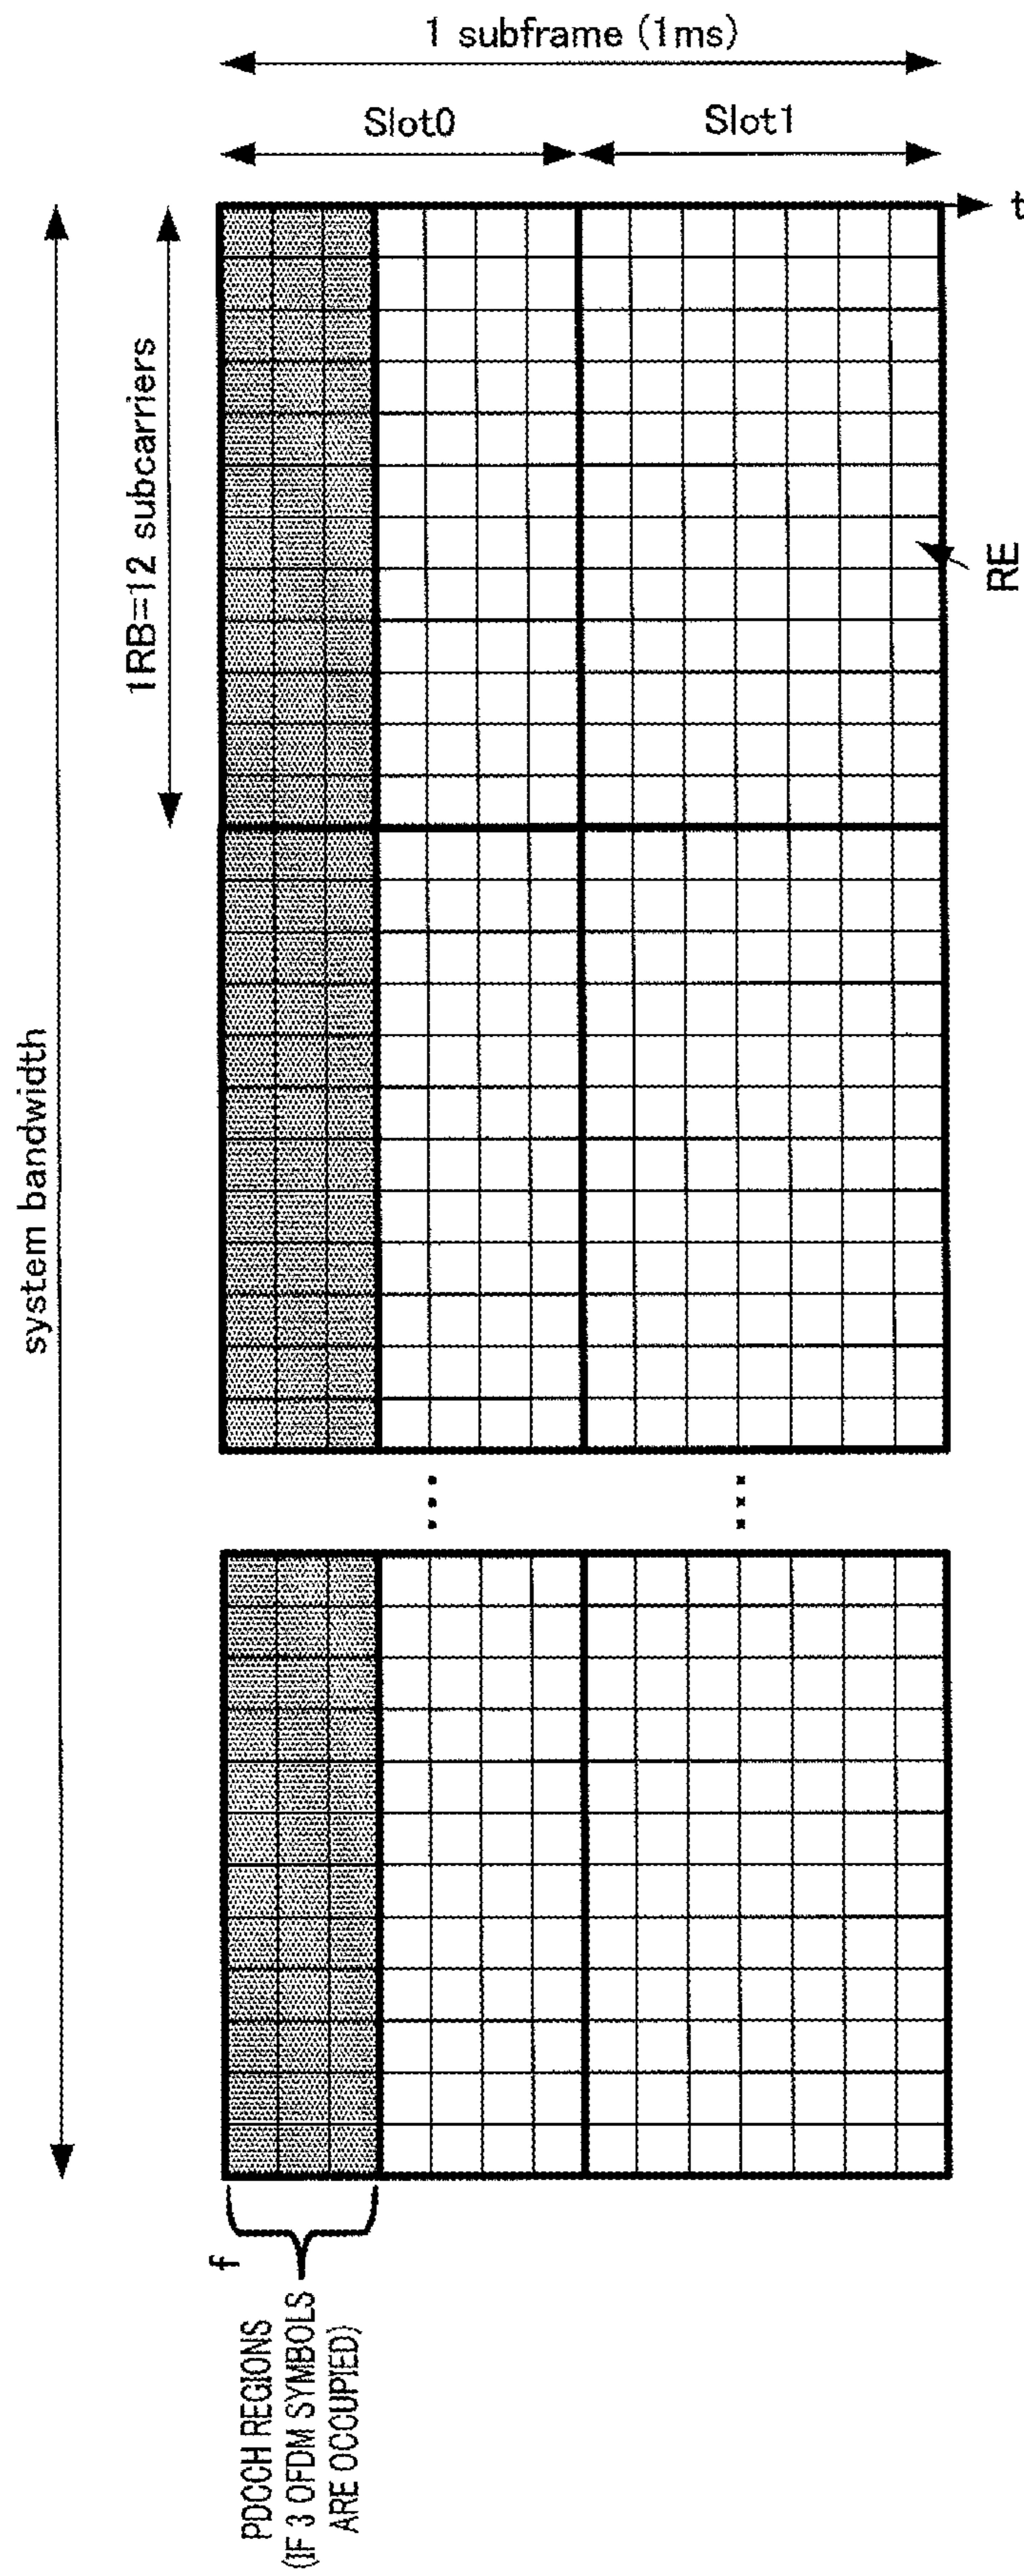 1 subframe (1ms)
Slot0
Slot1
t
1RB=12 subcarriers
RE
system bandwidth
f
PDCCH REGIONS
(IF 3 OFDM SYMBOLS
ARE OCCUPIED)